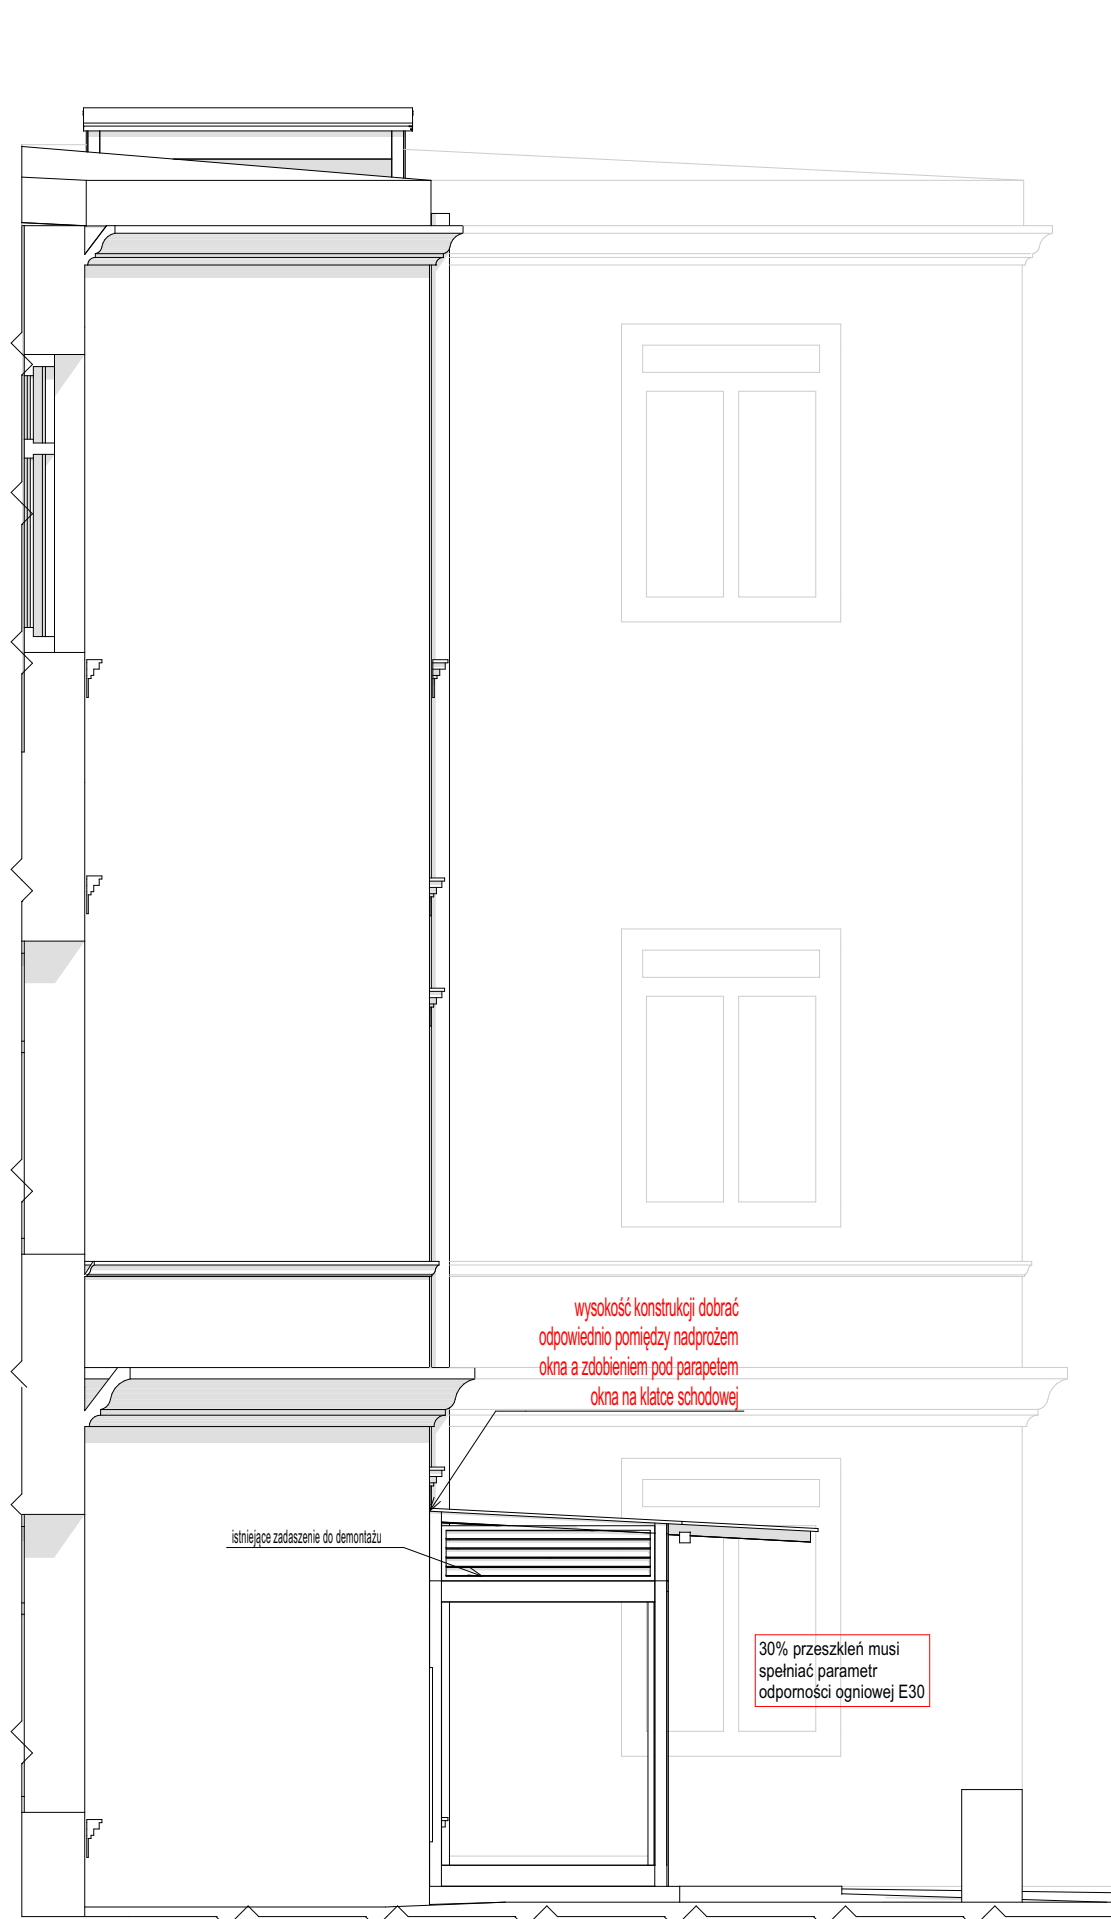 wysokość konstrukcji dobrać
odpowiednio pomiędzy nadprożem
okna a zdobieniem pod parapetem
okna na klatce schodowej
istniejące zadaszenie do demontażu
30% przeszkleń musi
spełniać parametr
odporności ogniowej E30